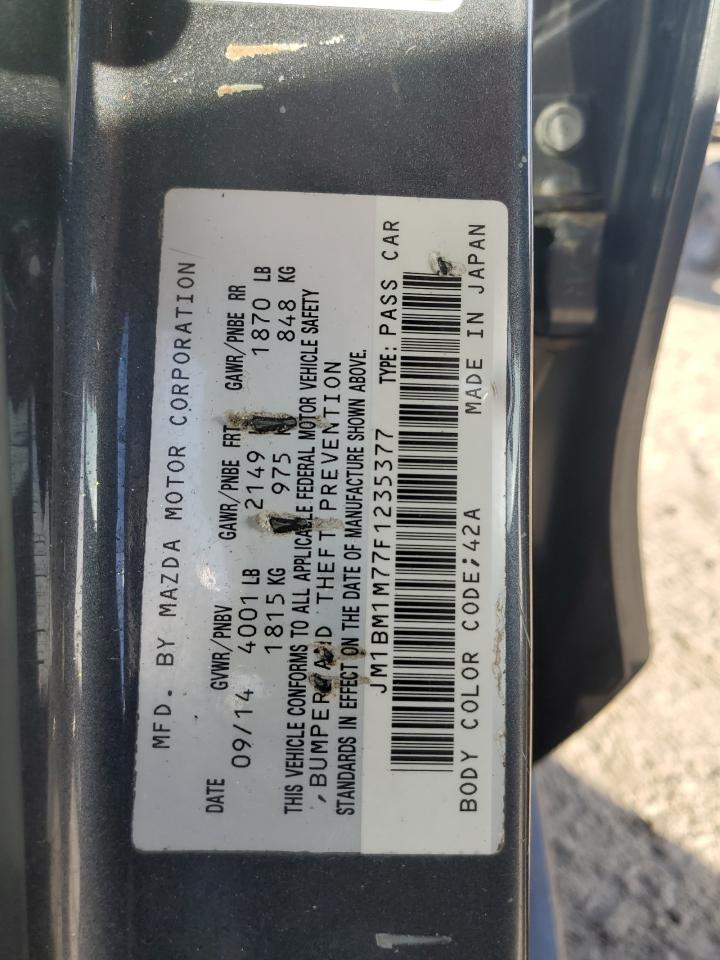 MFD. BY MAZDA MOTOR CORPORATION
DATE GVWR/PNBV GAWR/PNBE FRT GAWR/PNBE RR
09/14 4001 LB 2149 1870 LB
1815 KG 975 848 KG
THIS VEHICLE CONFORMS TO ALL APPLICABLE FEDERAL MOTOR VEHICLE SAFETY
,BUMPER AND THEFT PREVENTION
STANDARDS IN EFFECT ON THE DATE OF MANUFACTURE SHOWN ABOVE.
JM1BM1M77F1235377 TYPE: PASS CAR
BODY COLOR CODE;42A MADE IN JAPAN